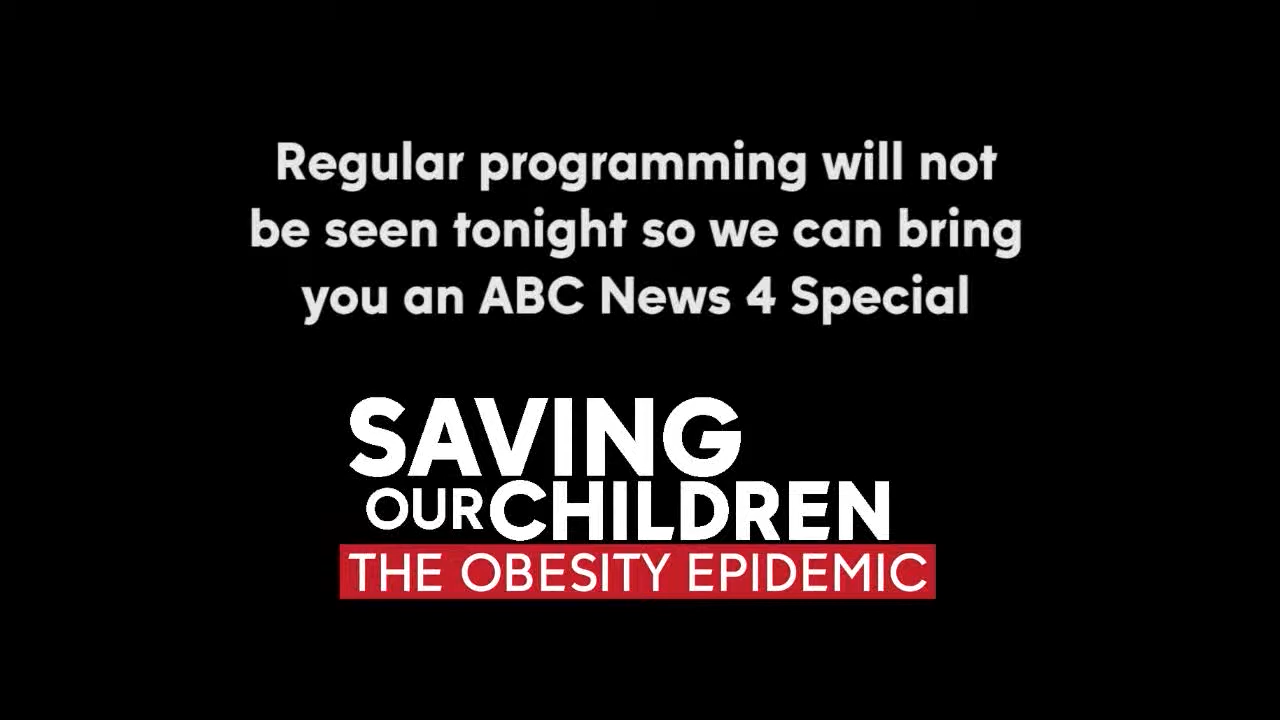 Regular programming will not
be seen tonight so we can bring
you an ABC News 4 Special
SAVING
OUR CHILDREN
THE OBESITY EPIDEMIC